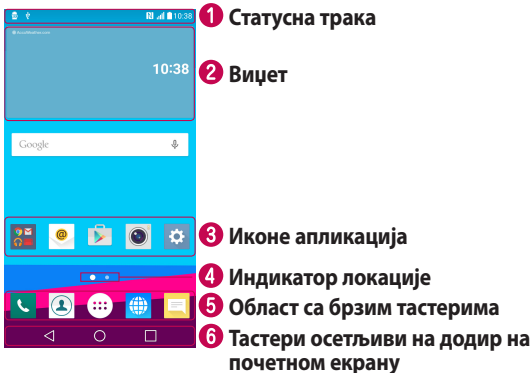 10:38
1 Статусна трака
10:38
2 Виџет
Google
3 Иконе апликација
4 Индикатор локације
5 Област са брзим тастерима
6 Тастери осетљиви на додир на
почетном екрану